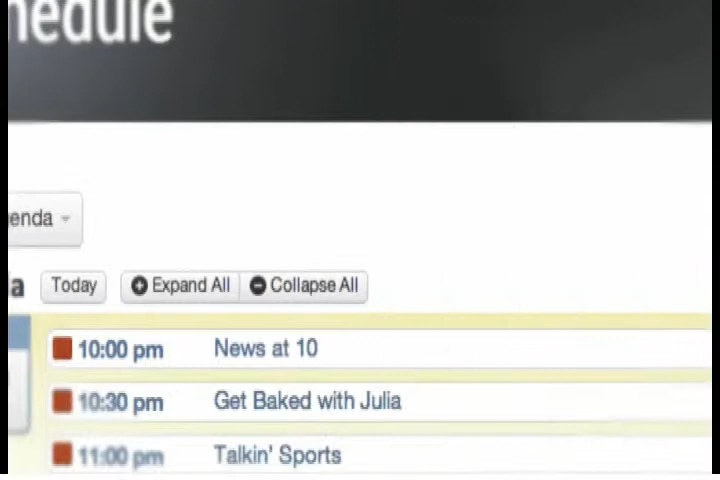 hedule
enda
a Today Expand All Collapse All
10:00 pm News at 10
10:30 pm Get Baked with Julia
11:00 pm Talkin' Sports